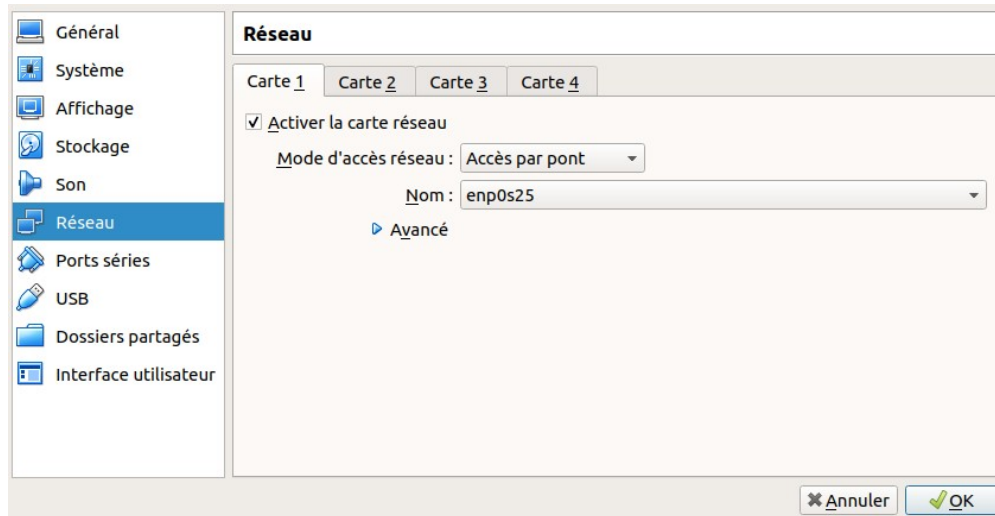 Général
Système
Affichage
Stockage
Son
Réseau
Ports séries
USB
Dossiers partagés
Interface utilisateur
Réseau
Carte 1 Carte 2 Carte 3 Carte 4
Activer la carte réseau
Mode d'accès réseau : Accès par pont
Nom : enp0s25
Avancé
Annuler OK